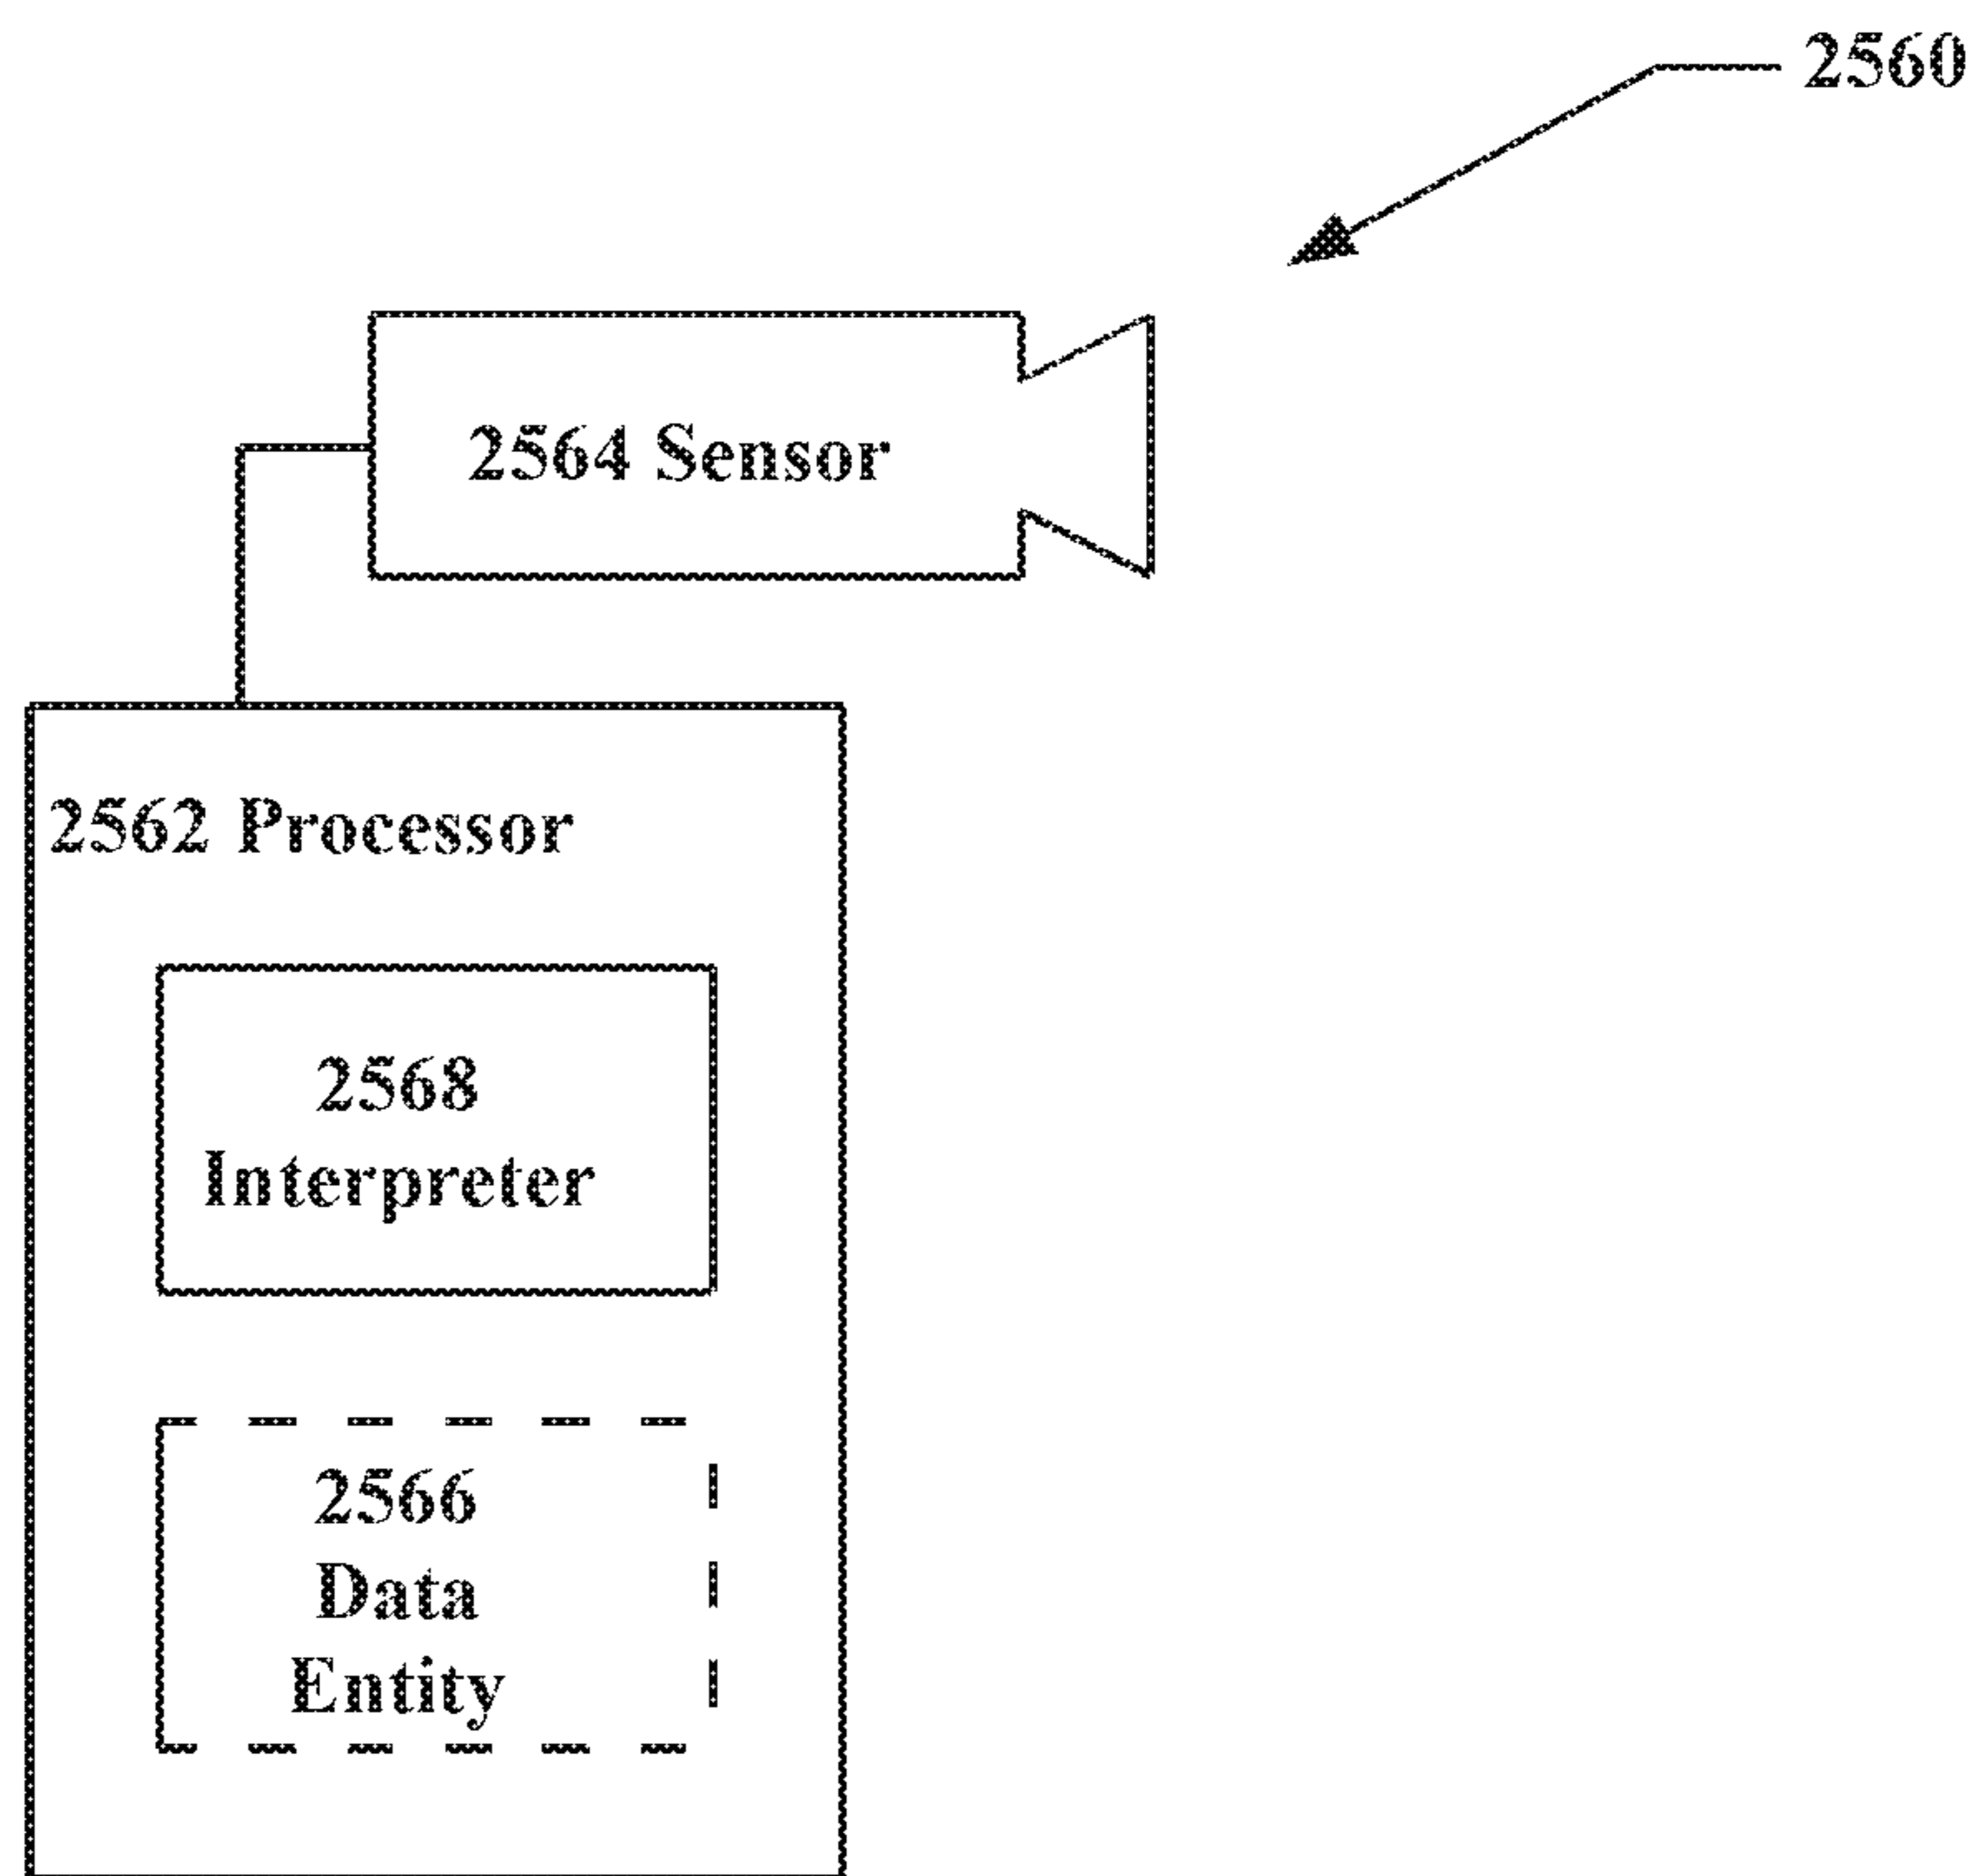 2560
2564 Sensor
2562 Processor
2568
Interpreter
2566
Data
Entity